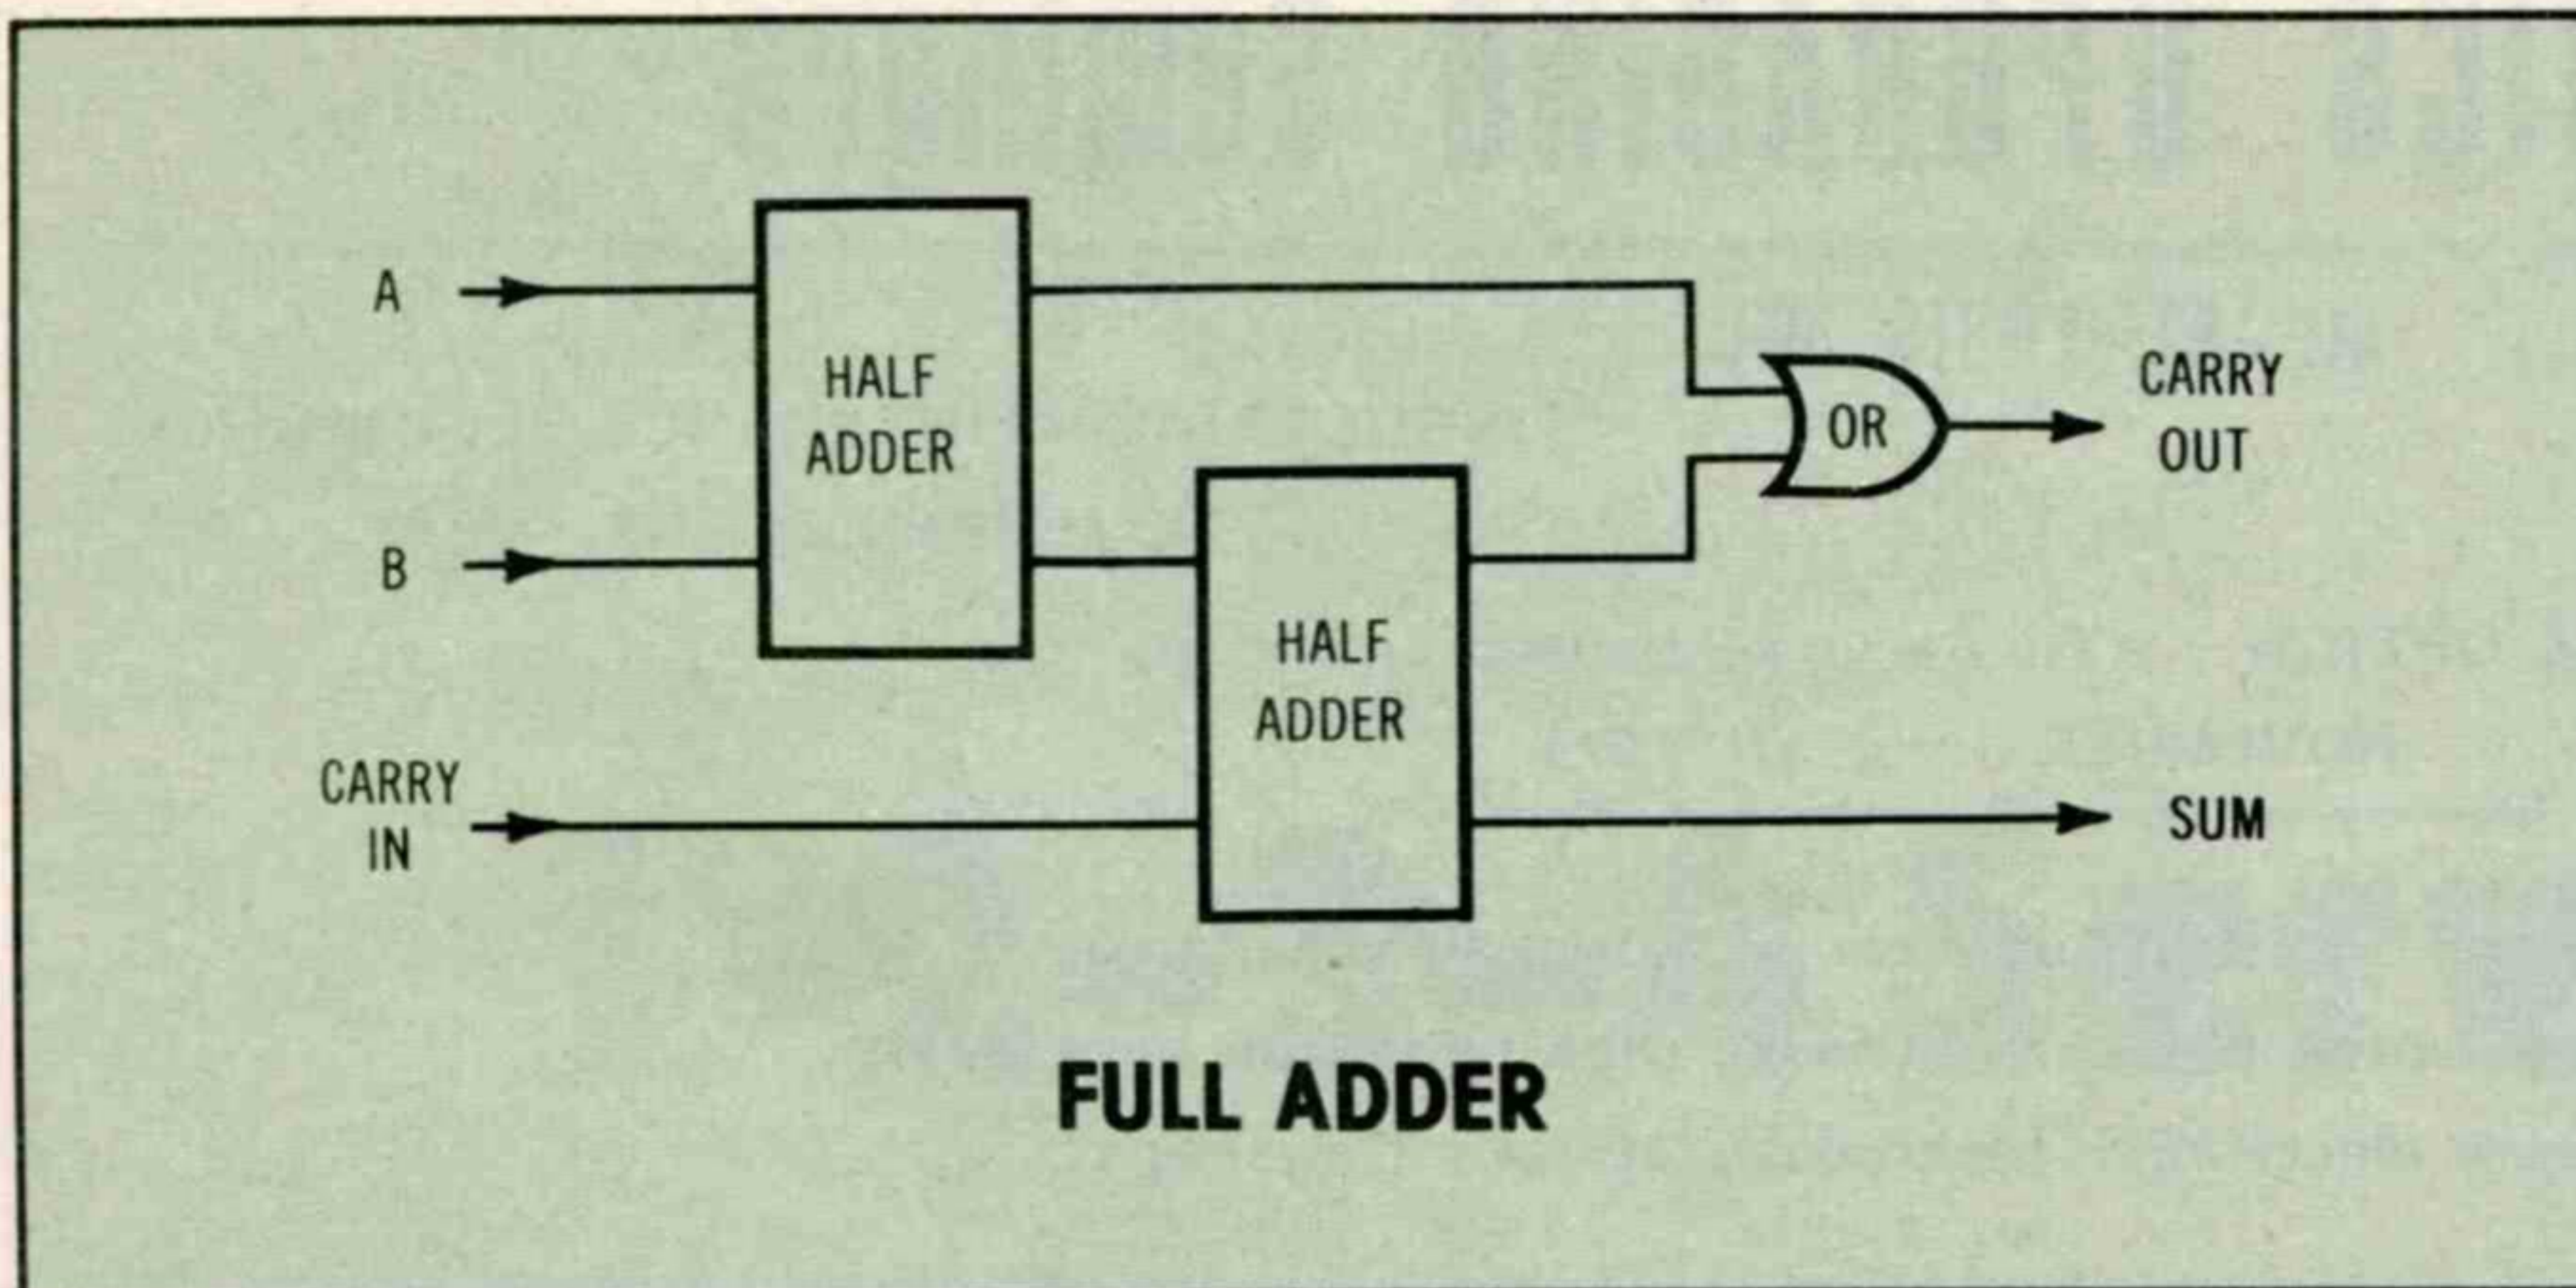 A
HALF
ADDER
B
CARRY
IN
HALF
ADDER
OR
CARRY
OUT
SUM
FULL ADDER